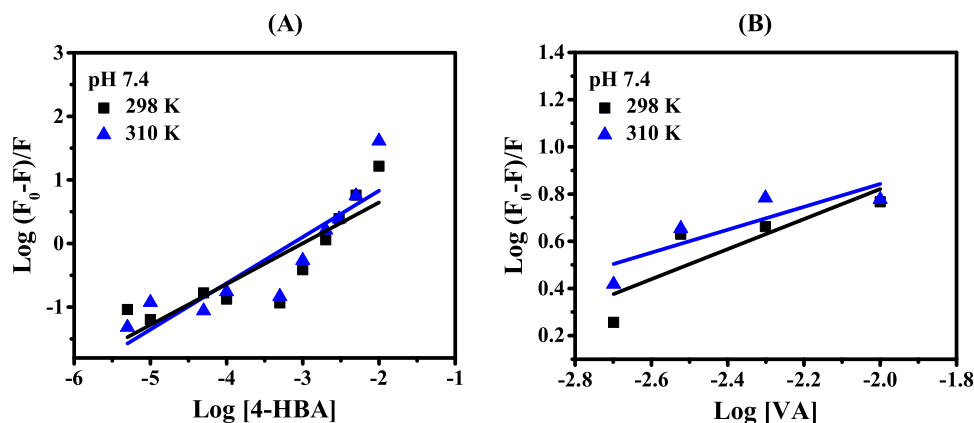 (A)
Log (F0-F)/F
3
2
1
0
-1
pH 7.4
298 K
310 K
-6
-5
-4
-3
-2
-1
Log [4-HBA]
(B)
Log (F0-F)/F
1.4
1.2
1.0
0.8
0.6
0.4
0.2
pH 7.4
298 K
310 K
-2.8
-2.6
-2.4
-2.2
-2.0
-1.8
Log [VA]